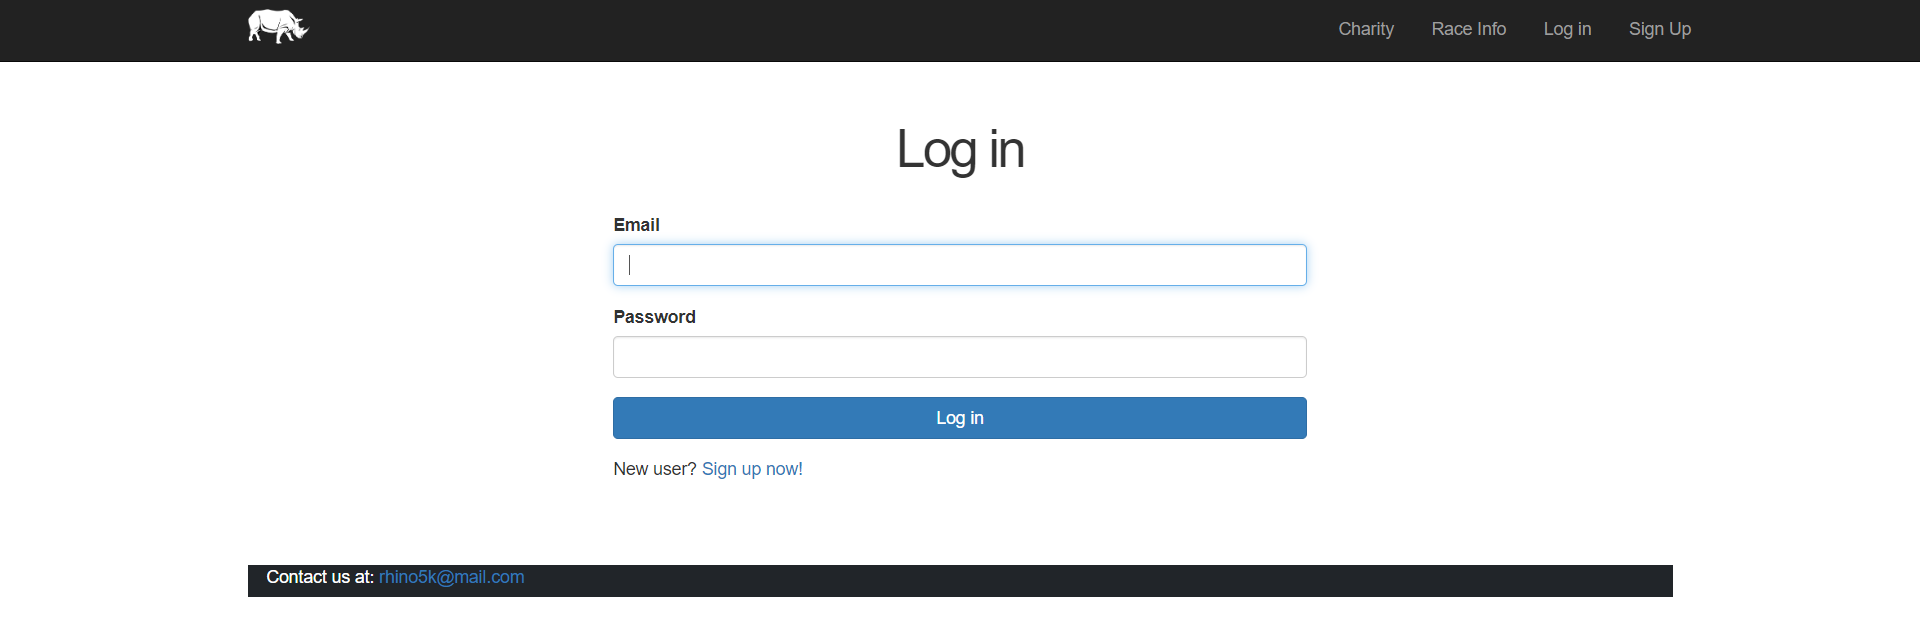 Charity Race Info Log in Sign Up
Log in
Email
Password
Log in
New user? Sign up now!
Contact us at: rhino5k@mail.com